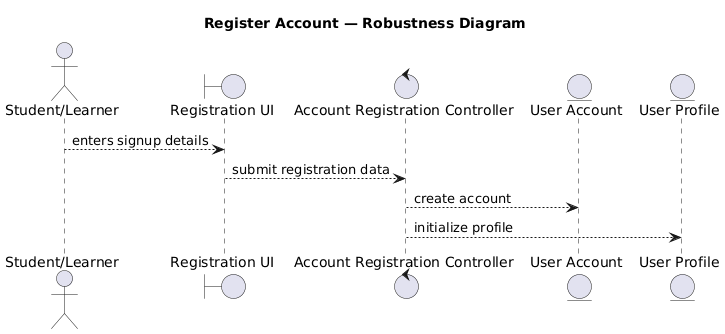 Register Account — Robustness Diagram
Student/Learner
Registration UI
Account Registration Controller
User Account
User Profile
enters signup details
submit registration data
create account
initialize profile
Student/Learner
Registration UI
Account Registration Controller
User Account
User Profile